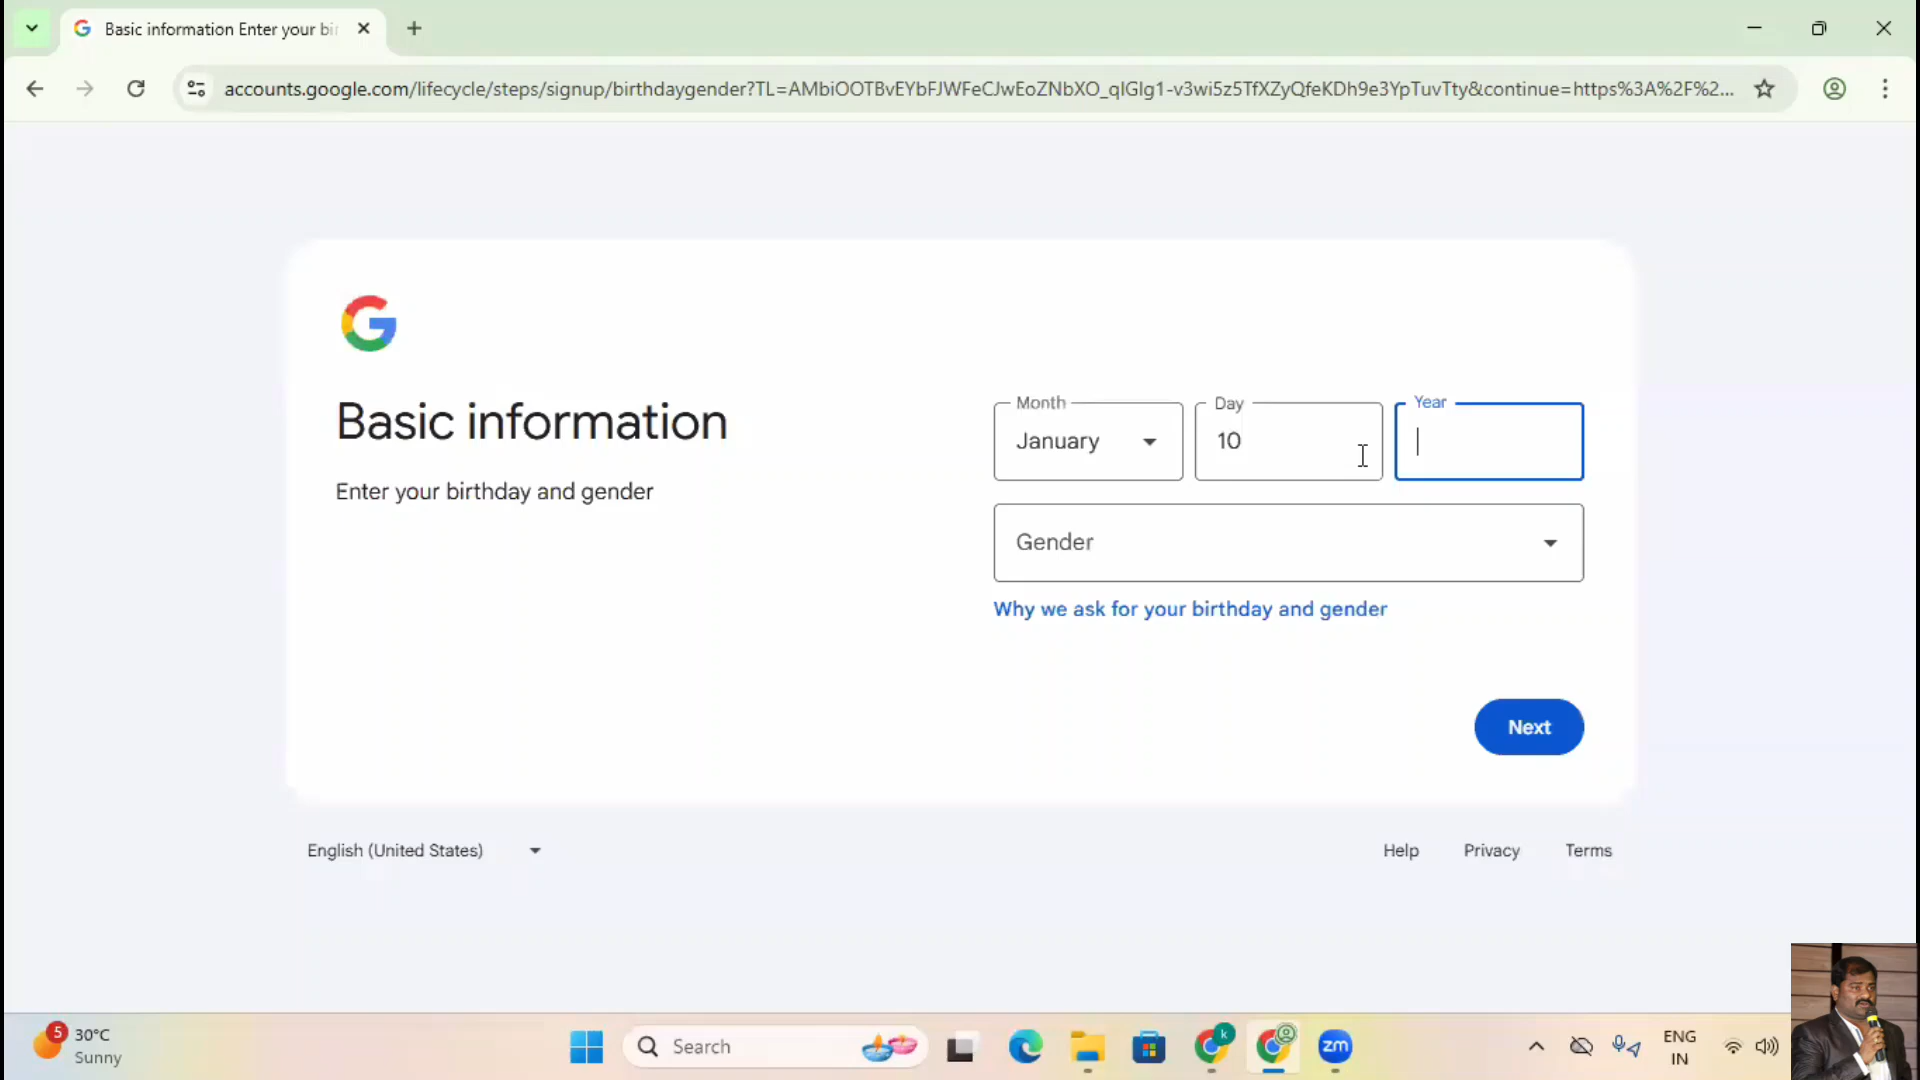 Basic information Enter your bi
accounts.google.com/lifecycle/steps/signup/birthdaygender?TL=AMbiOOTBvEYbFJWFeCJwEoZNbXO_qIGIg1-v3wi5z5TfXZyQfeKDh9e3YpTuvTty&continue=https%3A%2F%2...
Basic information
Enter your birthday and gender
Month
January
Day
10
Year
Gender
Why we ask for your birthday and gender
Next
English (United States)
Help
Privacy
Terms
5
30°C
Sunny
Search
k
zm
ENG
IN